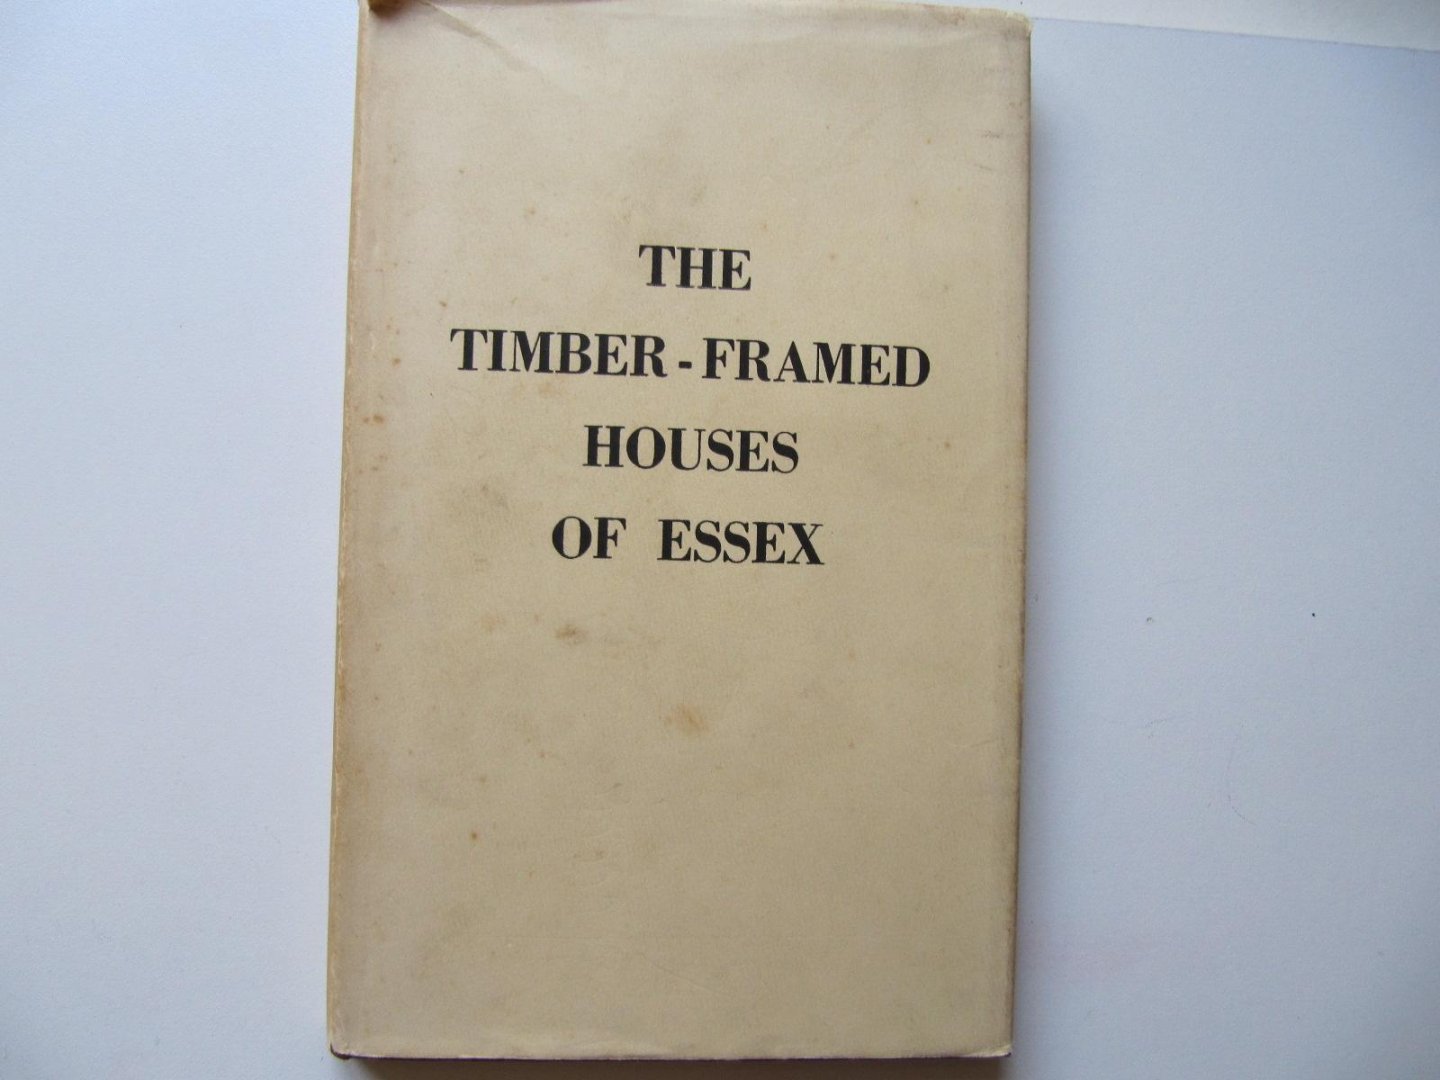 THE
TIMBER-FRAMED
HOUSES
OF ESSEX